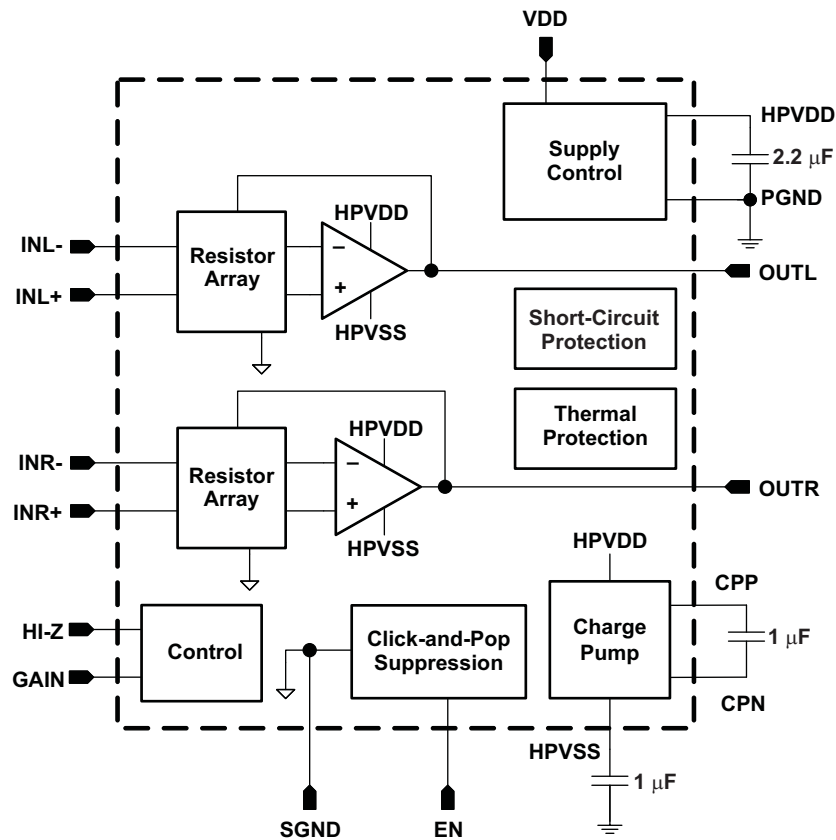 VDD
HPVDD
Supply
Control
2.2 μF
PGND
HPVDD
INL-
Resistor
Array
−
+
INL+
OUTL
HPVSS
Short-Circuit
Protection
Thermal
Protection
HPVDD
INR-
Resistor
Array
−
+
INR+
OUTR
HPVSS
HPVDD
CPP
HI-Z
Control
Click-and-Pop
Suppression
Charge
Pump
1 μF
GAIN
CPN
HPVSS
1 μF
SGND
EN